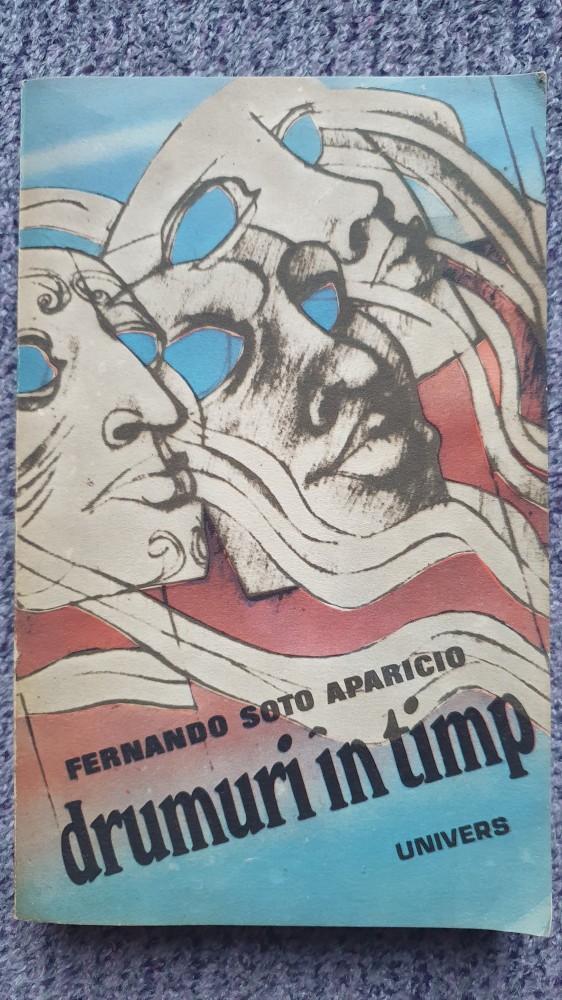 FERNANDO SOTO APARICIO
drumuri în timp
UNIVERS